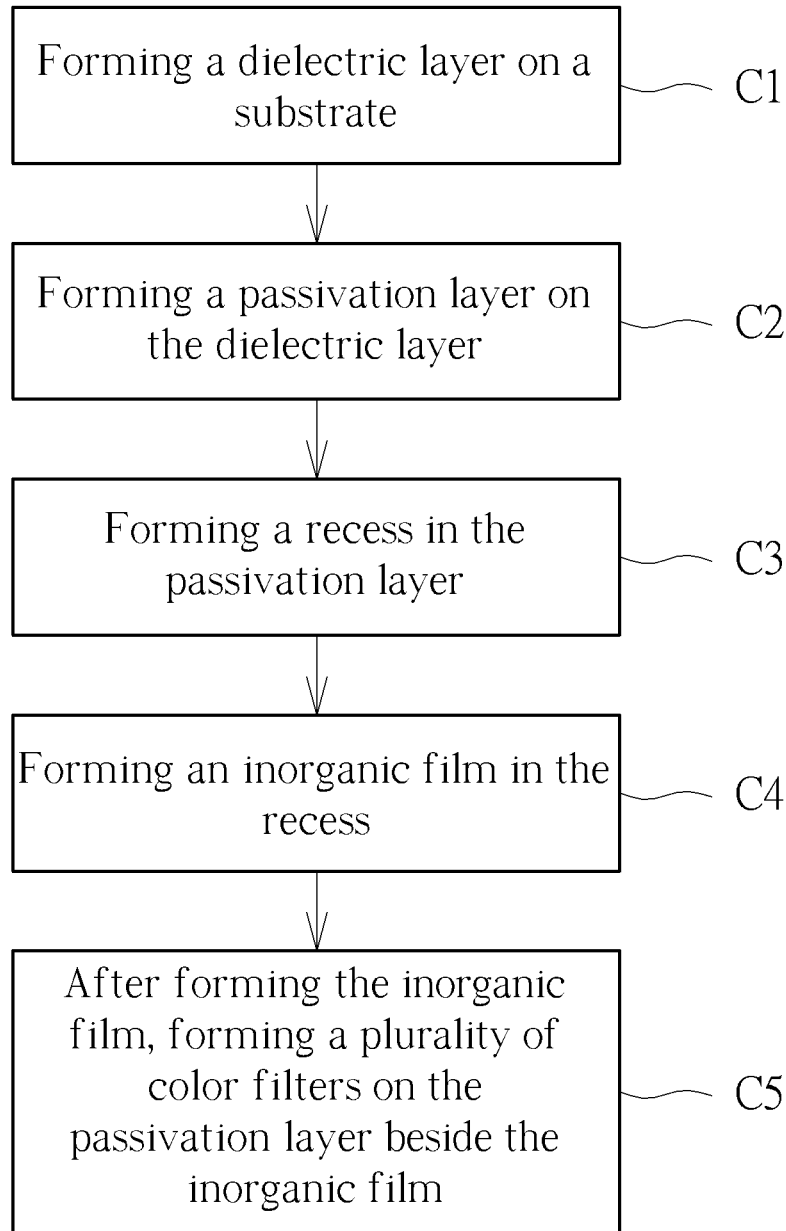 Forming a dielectric layer on a
substrate
C1
Forming a passivation layer on
the dielectric layer
C2
Forming a recess in the
passivation layer
C3
Forming an inorganic film in the
recess
C4
After forming the inorganic
film, forming a plurality of
color filters on the
passivation layer beside the
inorganic film
C5